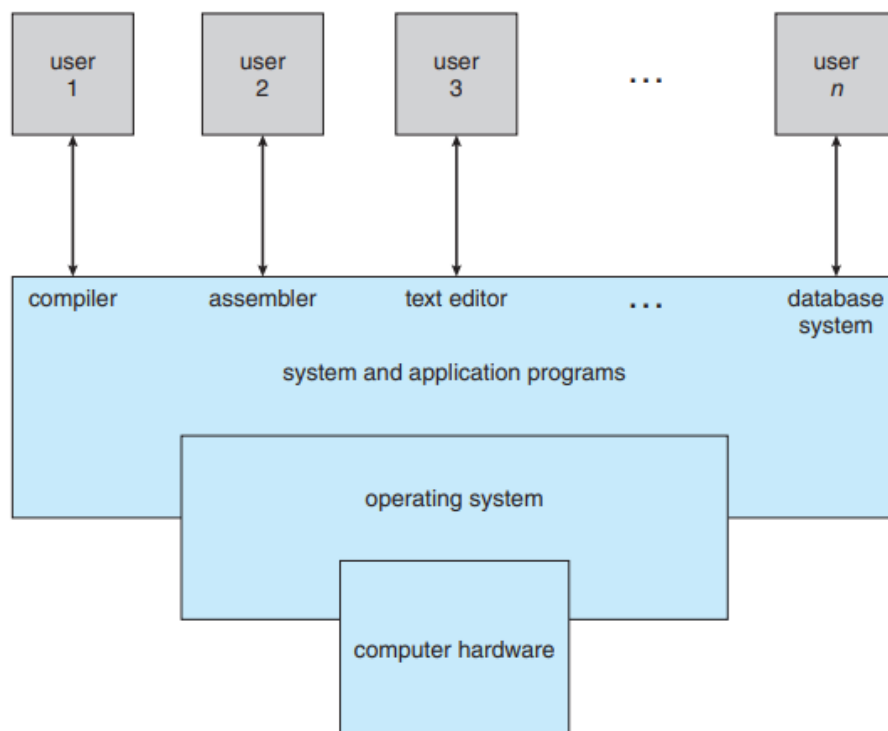 user
1
user
2
user
3
...
user
n
compiler
assembler
text editor
...
database
system
system and application programs
operating system
computer hardware